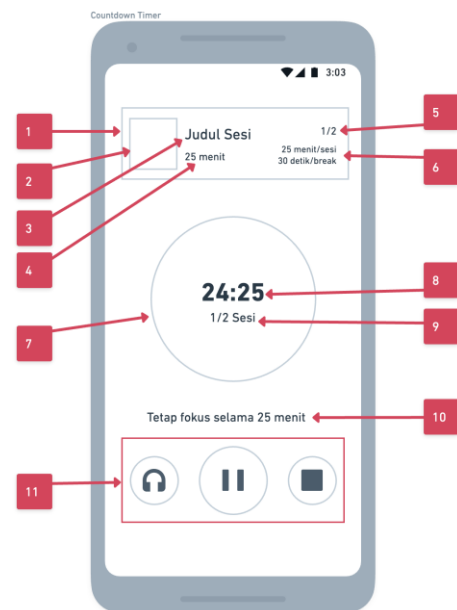 Countdown Timer
3:03
1
2
3
4
Judul Sesi
25 menit
1/2
25 menit/sesi
30 detik/break
5
6
7
24:25
1/2 Sesi
8
9
Tetap fokus selama 25 menit
10
11